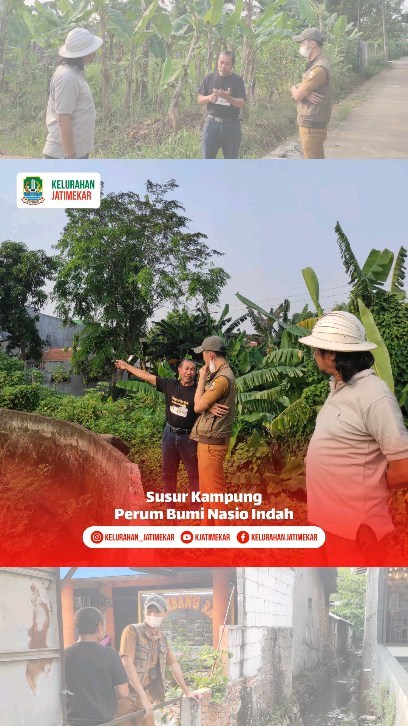 KELURAHAN
JATIMEKAR
Susur Kampung
Perum Bumi Nasio Indah
KELURAHAN_JATIMEKAR
KJATIMEKAR
KELURAHAN JATIMEKAR